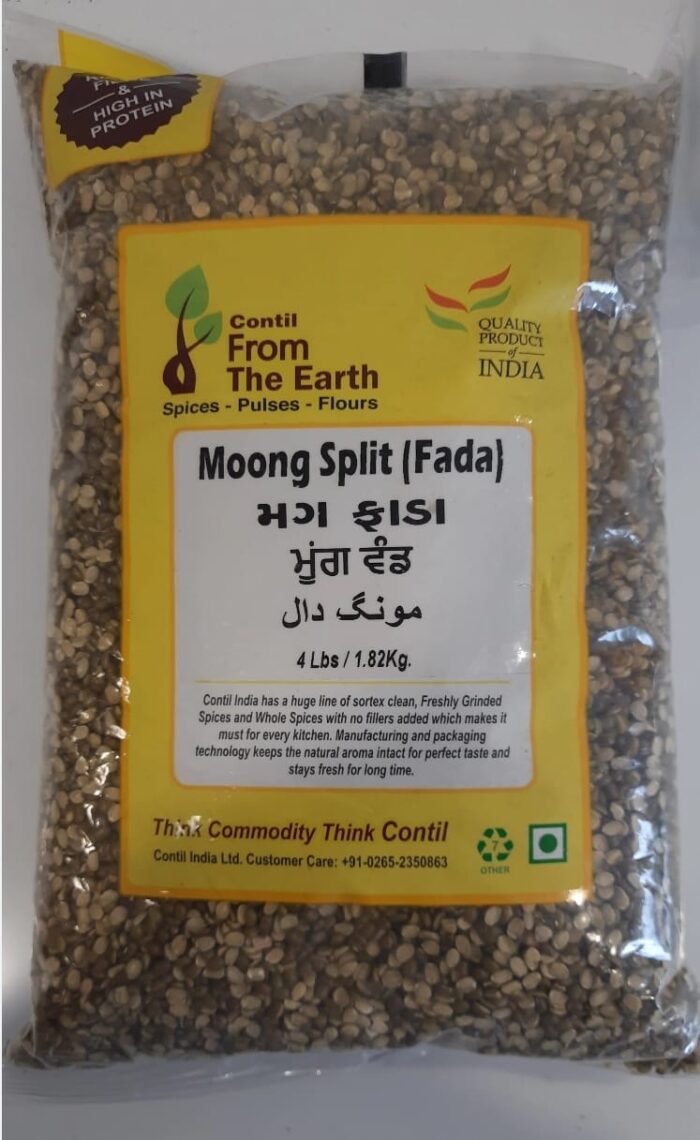 &
HIGH IN
PROTEIN
Contil
From
The Earth
Spices - Pulses - Flours
QUALITY
PRODUCT
of
INDIA
Moong Split (Fada)
મગ ફાડા
ਮੂੰਗ ਵੰਡ
مونگ دال
4 Lbs / 1.82Kg.
Contil India has a huge line of sortex clean, Freshly Grinded
Spices and Whole Spices with no fillers added which makes it
must for every kitchen. Manufacturing and packaging
technology keeps the natural aroma intact for perfect taste and
stays fresh for long time.
Think Commodity Think Contil
Contil India Ltd. Customer Care: +91-0265-2350863
7
OTHER